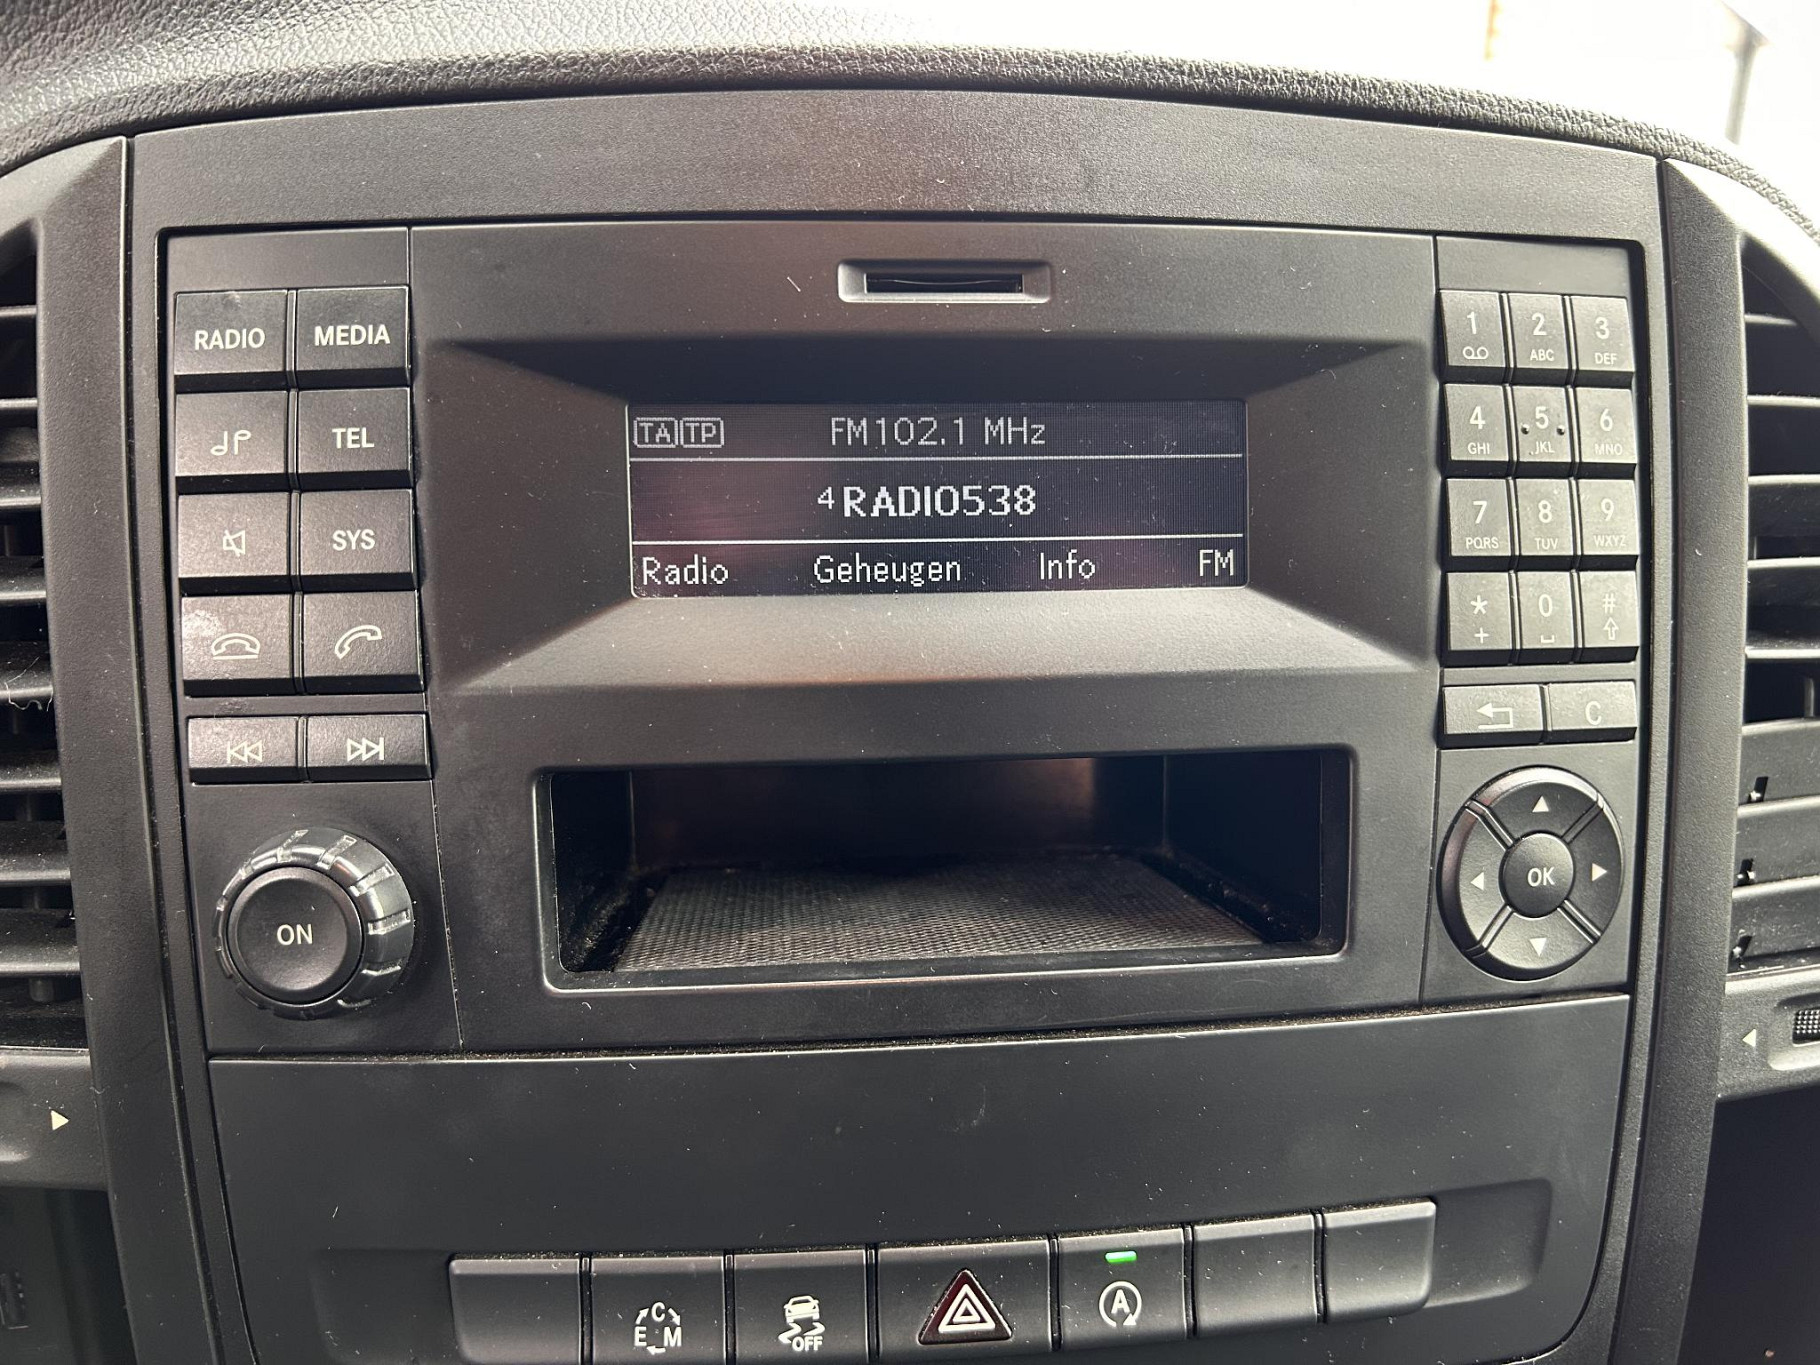 RADIO MEDIA
TEL
SYS
ON
TA TP FM102.1 MHz
4 RADIO538
Radio Geheugen Info FM
1 2 ABC 3 DEF
4 GHI 5 JKL 6 MNO
7 PQRS 8 TUV 9 WXYZ
* + 0 #
C
OK
C
E M
OFF
A